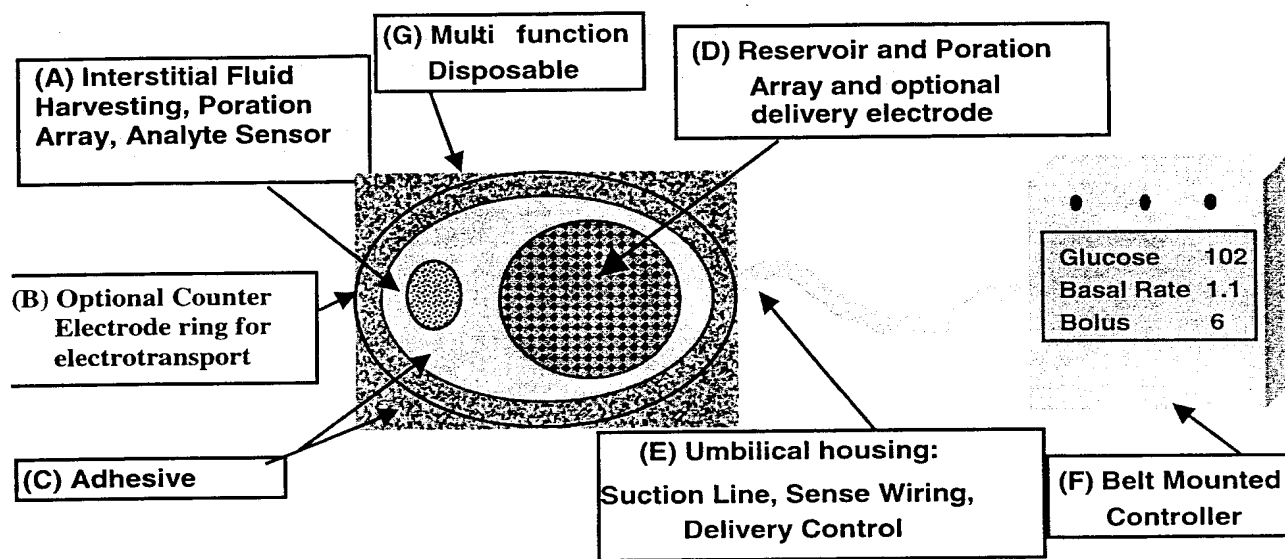 (G) Multi function
Disposable
(D) Reservoir and Poration
Array and optional
delivery electrode
(A) Interstitial Fluid
Harvesting, Poration
Array, Analyte Sensor
Glucose 102
Basal Rate 1.1
Bolus 6
(B) Optional Counter
Electrode ring for
electrotransport
(C) Adhesive
(E) Umbilical housing:
Suction Line, Sense Wiring,
Delivery Control
(F) Belt Mounted
Controller